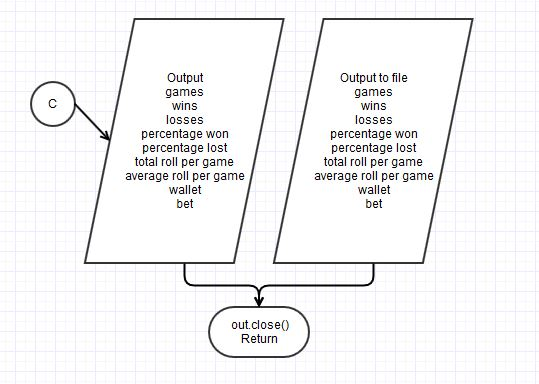 C
Output
games
wins
losses
percentage won
percentage lost
total roll per game
average roll per game
wallet
bet
Output to file
games
wins
losses
percentage won
percentage lost
total roll per game
average roll per game
wallet
bet
out.close()
Return